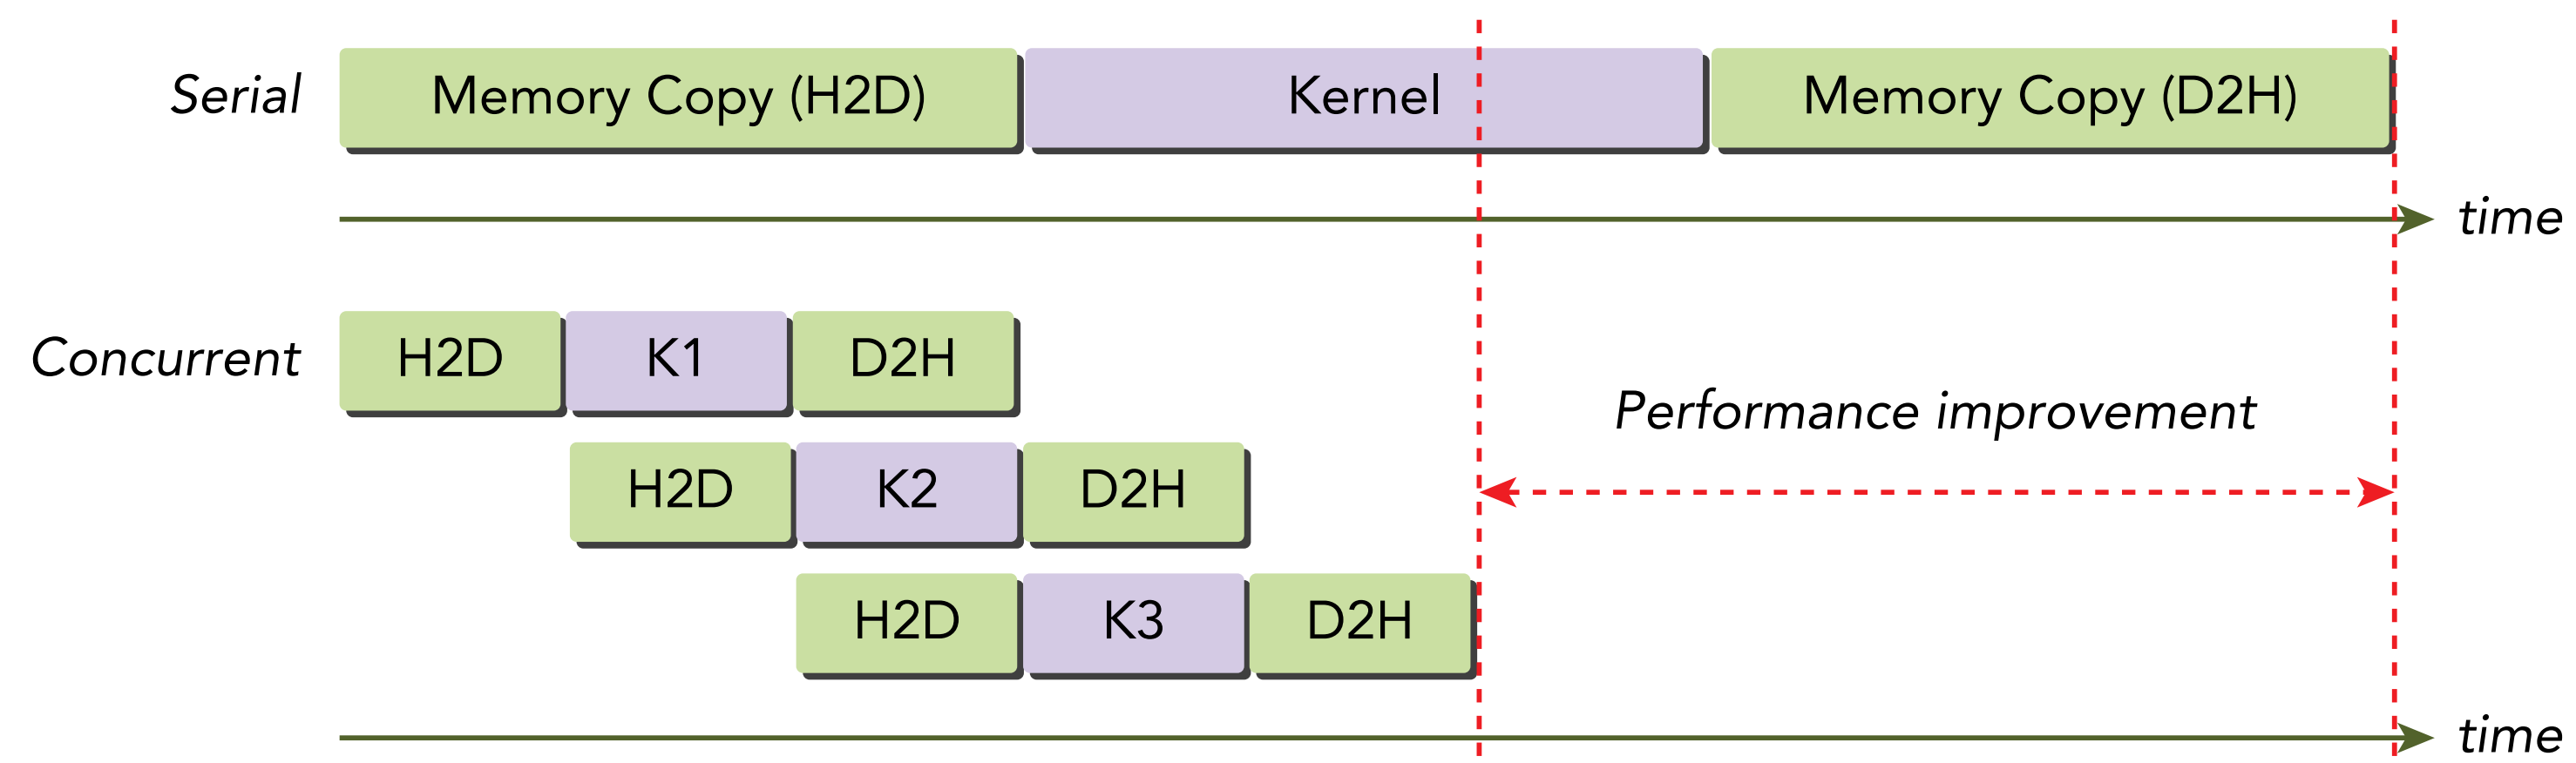 Serial
Memory Copy (H2D)
Kernel
Memory Copy (D2H)
time
Concurrent
H2D
K1
D2H
Performance improvement
H2D
K2
D2H
H2D
K3
D2H
time